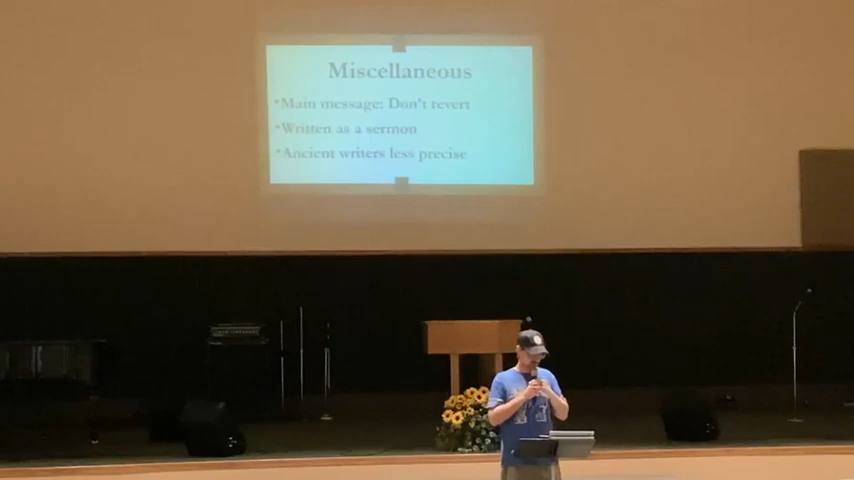 Miscellaneous
•Main message: Don't revert
•Written as a sermon
•Ancient writers less precise